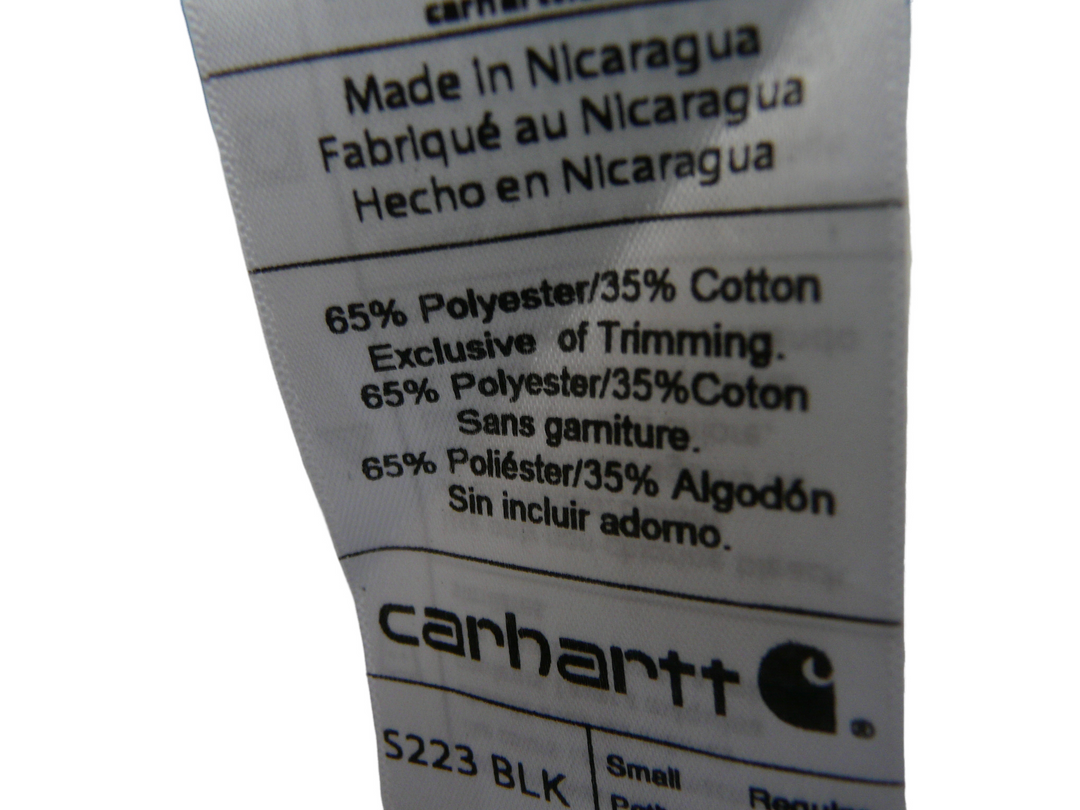 Made in Nicaragua
Fabriqué au Nicaragua
Hecho en Nicaragua
65% Polyester/35% Cotton
Exclusive of Trimming.
65% Polyester/35%Coton
Sans garniture.
65% Poliéster/35% Algodón
Sin incluir adorno.
carhartt ®
S223 BLK
Small